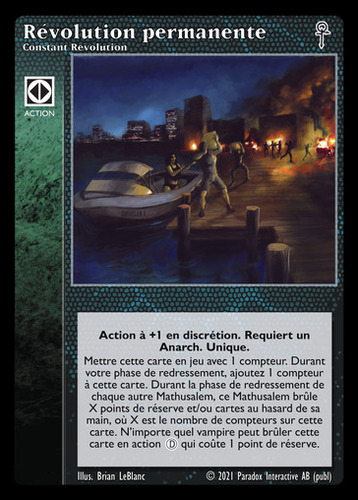 Révolution permanente
Constant Revolution
ACTION
Action à +1 en discrétion. Requiert un
Anarch. Unique.
Mettre cette carte en jeu avec 1 compteur. Durant
votre phase de redressement, ajoutez 1 compteur
à cette carte. Durant la phase de redressement de
chaque autre Mathusalem, ce Mathusalem brûle
X points de réserve et/ou cartes au hasard de sa
main, où X est le nombre de compteurs sur cette
carte. N'importe quel vampire peut brûler cette
carte en action Ⓓ qui coûte 1 point de réserve.
Illus. Brian LeBlanc © 2021 Paradox Interactive AB (publ)